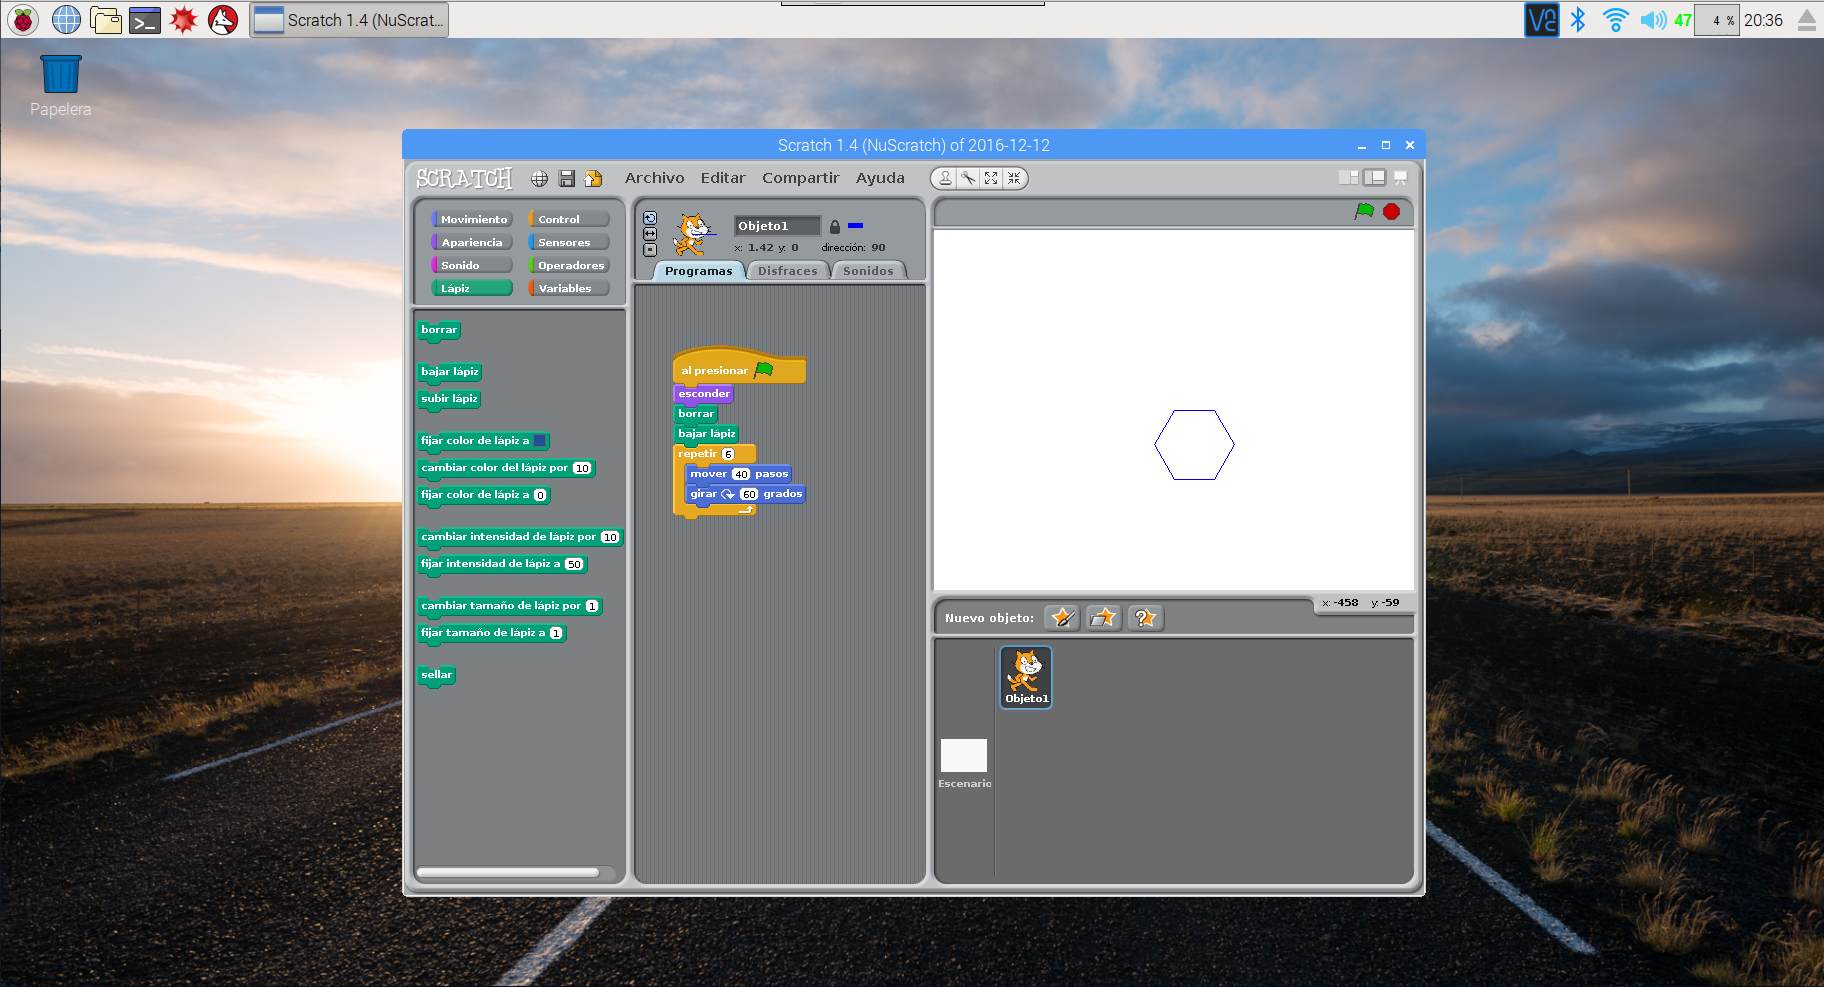 Scratch 1.4 (NuScrat...
47
4 %
20:36
Papelera
Scratch 1.4 (NuScratch) of 2016-12-12
SCRATCH
Archivo Editar Compartir Ayuda
Movimiento Control
Apariencia Sensores
Sonido Operadores
Lápiz Variables
borrar
bajar lápiz
subir lápiz
fijar color de lápiz a
cambiar color del lápiz por 10
fijar color de lápiz a 0
cambiar intensidad de lápiz por 10
fijar intensidad de lápiz a 50
cambiar tamaño de lápiz por 1
fijar tamaño de lápiz a 1
sellar
Objeto1
x: 1.42 y: 0 dirección: 90
Programas Disfraces Sonidos
al presionar
esconder
borrar
bajar lápiz
repetir 6
mover 40 pasos
girar 60 grados
x: -458 y: -59
Nuevo objeto:
Objeto1
Escenario